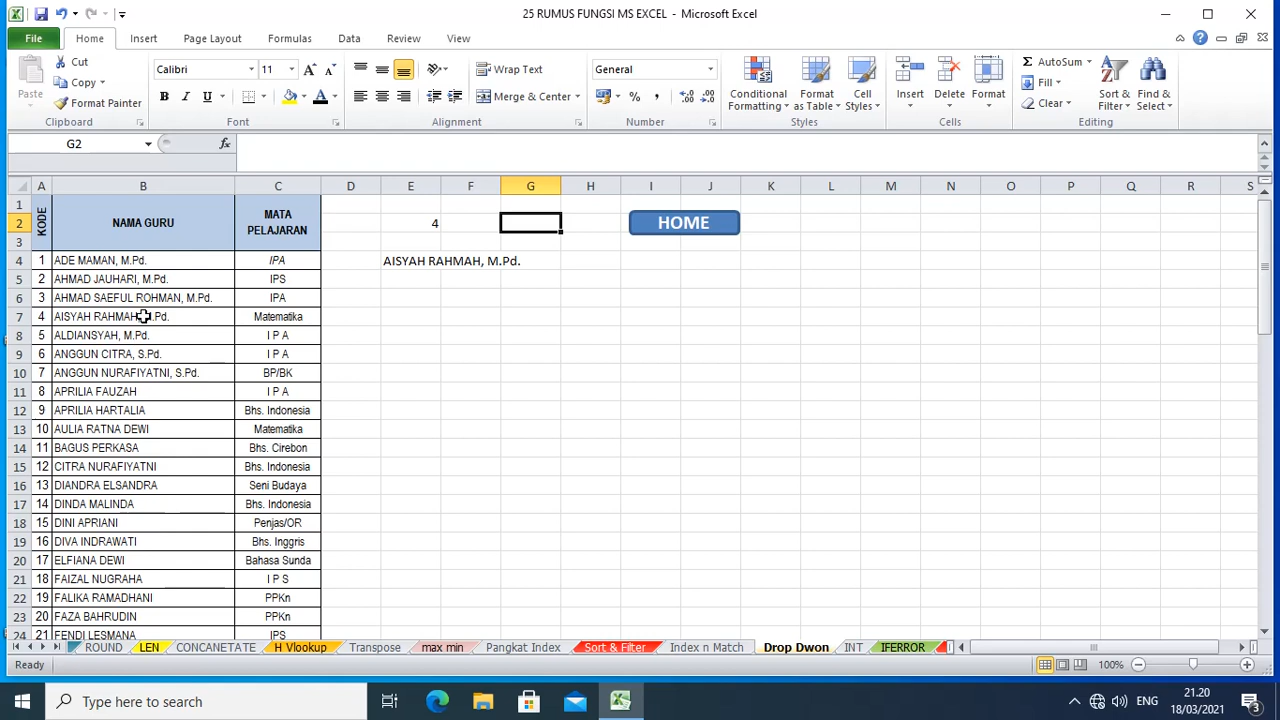 25 RUMUS FUNGSI MS EXCEL - Microsoft Excel
File Home Insert Page Layout Formulas Data Review View
Paste Cut Copy Format Painter Clipboard
Calibri 11 B I U A Font
Wrap Text Merge & Center Alignment
General % , Number
Conditional Formatting Format as Table Cell Styles Styles
Insert Delete Format Cells
AutoSum Fill Clear Sort & Filter Find & Select Editing
G2 fx
A B C D E F G H I J K L M N O P Q R S
1 KODE NAMA GURU MATA PELAJARAN
2 4 HOME
3
4 1 ADE MAMAN, M.Pd. IPA AISYAH RAHMAH, M.Pd.
5 2 AHMAD JAUHARI, M.Pd. IPS
6 3 AHMAD SAEFUL ROHMAN, M.Pd. IPA
7 4 AISYAH RAHMAH, M.Pd. Matematika
8 5 ALDIANSYAH, M.Pd. I P A
9 6 ANGGUN CITRA, S.Pd. I P A
10 7 ANGGUN NURAFIYATNI, S.Pd. BP/BK
11 8 APRILIA FAUZAH I P A
12 9 APRILIA HARTALIA Bhs. Indonesia
13 10 AULIA RATNA DEWI Matematika
14 11 BAGUS PERKASA Bhs. Cirebon
15 12 CITRA NURAFIYATNI Bhs. Indonesia
16 13 DIANDRA ELSANDRA Seni Budaya
17 14 DINDA MALINDA Bhs. Indonesia
18 15 DINI APRIANI Penjas/OR
19 16 DIVA INDRAWATI Bhs. Inggris
20 17 ELFIANA DEWI Bahasa Sunda
21 18 FAIZAL NUGRAHA I P S
22 19 FALIKA RAMADHANI PPKn
23 20 FAZA BAHRUDIN PPKn
24 21 FENDI LESMANA IPS
ROUND LEN CONCANETATE H Vlookup Transpose max min Pangkat Index Sort & Filter Index n Match Drop Dwon INT IFERROR
Ready 100%
Type here to search ENG 21.20
18/03/2021 3